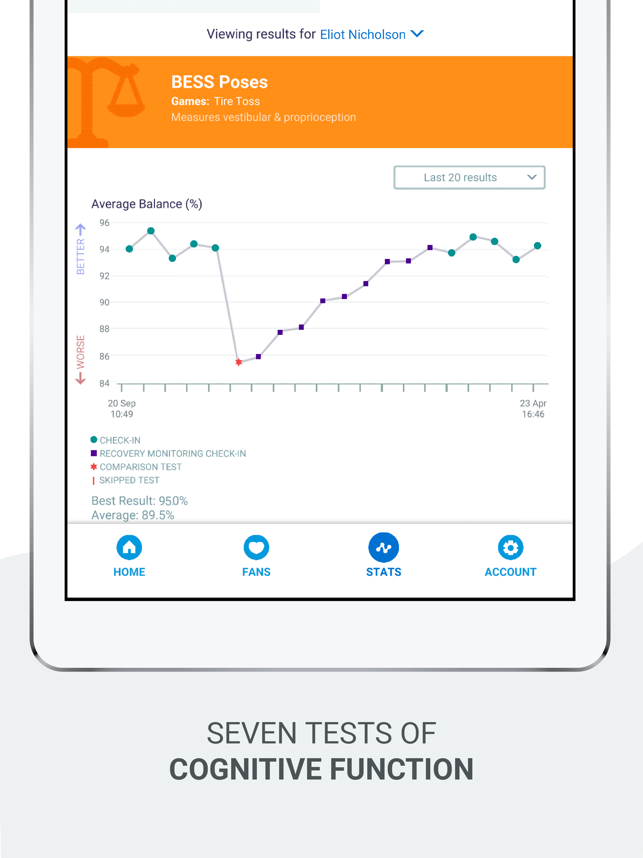 Viewing results for Eliot Nicholson
BESS Poses
Games: Tire Toss
Measures vestibular & proprioception
Last 20 results
Average Balance (%)
BETTER
WORSE
96
94
92
90
88
86
84
20 Sep
10:49
23 Apr
16:46
CHECK-IN
RECOVERY MONITORING CHECK-IN
COMPARISON TEST
SKIPPED TEST
Best Result: 95.0%
Average: 89.5%
HOME
FANS
STATS
ACCOUNT
SEVEN TESTS OF
COGNITIVE FUNCTION